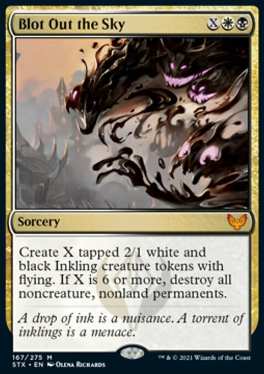 Blot Out the Sky X
Sorcery
Create X tapped 2/1 white and
black Inkling creature tokens with
flying. If X is 6 or more, destroy all
noncreature, nonland permanents.
A drop of ink is a nuisance. A torrent of
inklings is a menace.
167/275 M
STX • EN OLENA RICHARDS ™ & © 2021 Wizards of the Coast